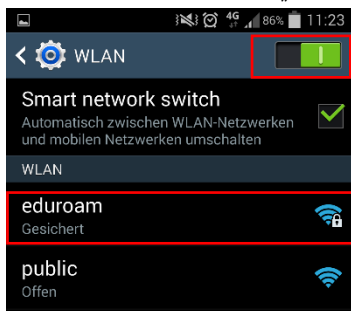 4G 86% 11:23
WLAN
Smart network switch
Automatisch zwischen WLAN-Netzwerken
und mobilen Netzwerken umschalten
WLAN
eduroam
Gesichert
public
Offen